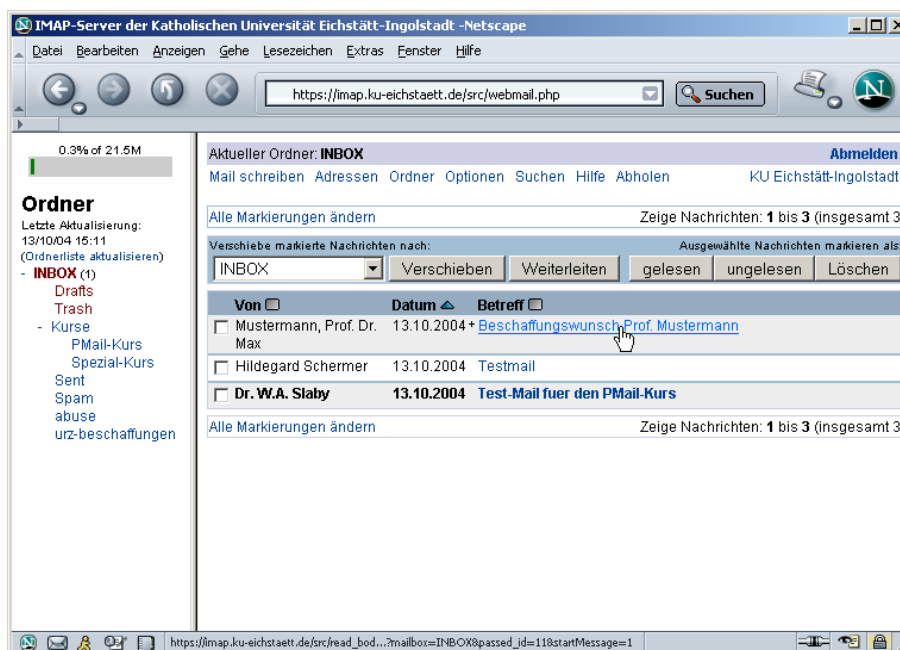 IMAP-Server der Katholischen Universität Eichstätt-Ingolstadt -Netscape
Datei Bearbeiten Anzeigen Gehe Lesezeichen Extras Fenster Hilfe
https://imap.ku-eichstaett.de/src/webmail.php Suchen N
0.3% of 21.5M
Ordner
Letzte Aktualisierung:
13/10/04 15:11
(Ordnerliste aktualisieren)
- INBOX (1)
Drafts
Trash
- Kurse
PMail-Kurs
Spezial-Kurs
Sent
Spam
abuse
urz-beschaffungen
Aktueller Ordner: INBOX Abmelden
Mail schreiben Adressen Ordner Optionen Suchen Hilfe Abholen KU Eichstätt-Ingolstadt
Alle Markierungen ändern Zeige Nachrichten: 1 bis 3 (insgesamt 3
Verschiebe markierte Nachrichten nach: Ausgewählte Nachrichten markieren als:
INBOX Verschieben Weiterleiten gelesen ungelesen Löschen
Von Datum Betreff
Mustermann, Prof. Dr. 13.10.2004 + Beschaffungswunsch Prof. Mustermann
Max
Hildegard Schermer 13.10.2004 Testmail
Dr. W.A. Slaby 13.10.2004 Test-Mail fuer den PMail-Kurs
Alle Markierungen ändern Zeige Nachrichten: 1 bis 3 (insgesamt 3
https://imap.ku-eichstaett.de/src/read_bod...?mailbox=INBOX&passed_id=11&startMessage=1